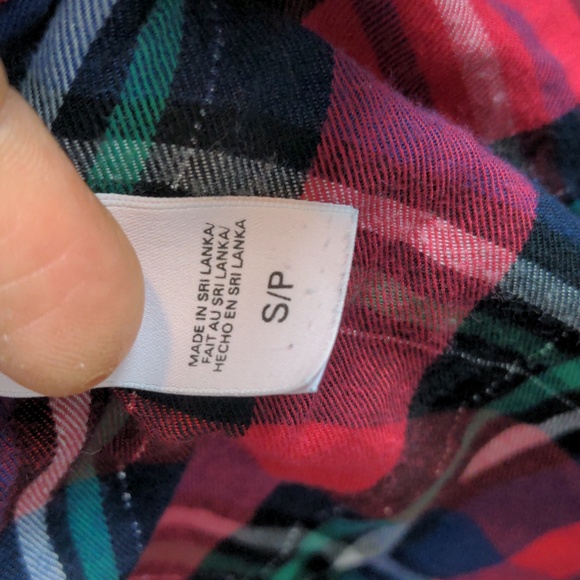 MADE IN SRI LANKA/
FAIT AU SRI LANKA/
HECHO EN SRI LANKA
S/P